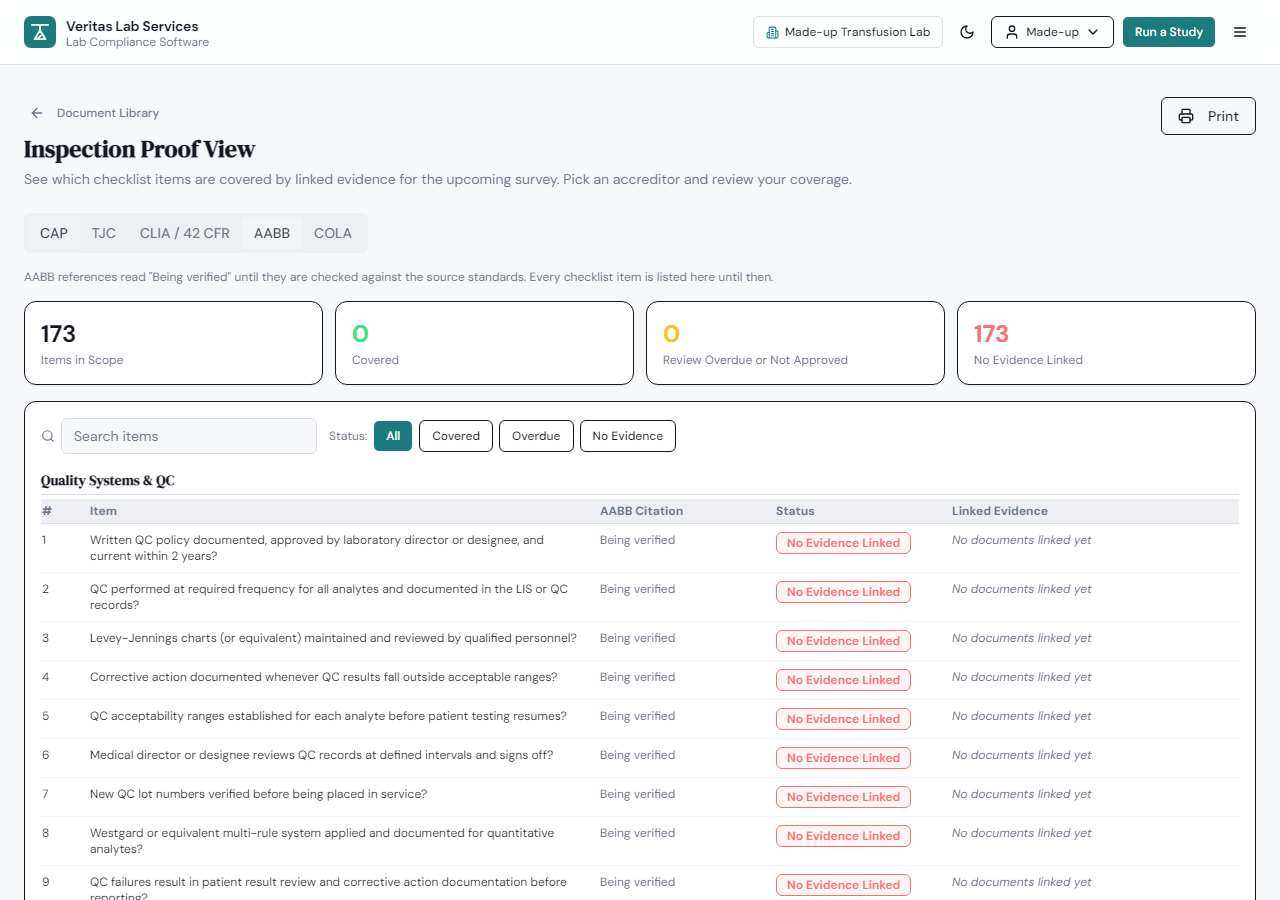 Veritas Lab Services
Lab Compliance Software
Made-up Transfusion Lab
Made-up
Run a Study
Document Library
Print
Inspection Proof View
See which checklist items are covered by linked evidence for the upcoming survey. Pick an accreditor and review your coverage.
CAP TJC CLIA / 42 CFR AABB COLA
AABB references read "Being verified" until they are checked against the source standards. Every checklist item is listed here until then.
173
Items in Scope
0
Covered
0
Review Overdue or Not Approved
173
No Evidence Linked
Search items
Status: All Covered Overdue No Evidence
Quality Systems & QC
# Item AABB Citation Status Linked Evidence
1 Written QC policy documented, approved by laboratory director or designee, and Being verified No Evidence Linked No documents linked yet
current within 2 years?
2 QC performed at required frequency for all analytes and documented in the LIS or QC Being verified No Evidence Linked No documents linked yet
records?
3 Levey-Jennings charts (or equivalent) maintained and reviewed by qualified personnel? Being verified No Evidence Linked No documents linked yet
4 Corrective action documented whenever QC results fall outside acceptable ranges? Being verified No Evidence Linked No documents linked yet
5 QC acceptability ranges established for each analyte before patient testing resumes? Being verified No Evidence Linked No documents linked yet
6 Medical director or designee reviews QC records at defined intervals and signs off? Being verified No Evidence Linked No documents linked yet
7 New QC lot numbers verified before being placed in service? Being verified No Evidence Linked No documents linked yet
8 Westgard or equivalent multi-rule system applied and documented for quantitative Being verified No Evidence Linked No documents linked yet
analytes?
9 QC failures result in patient result review and corrective action documentation before Being verified No Evidence Linked No documents linked yet
reporting?